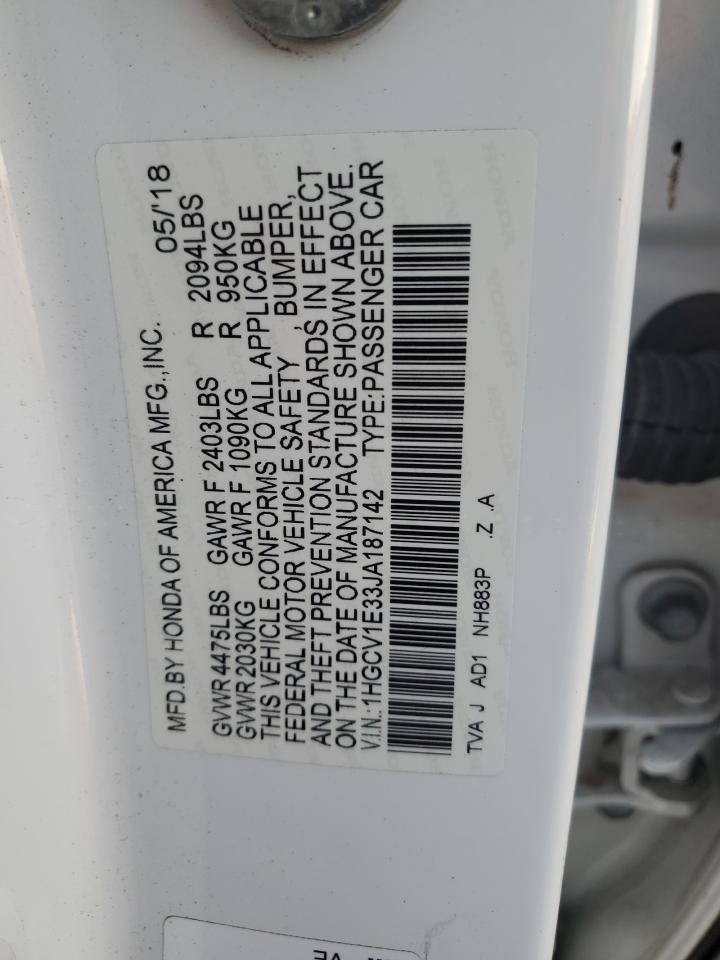 MFD.BY HONDA OF AMERICA MFG.,INC. 05/'18
GVWR 4475LBS GAWR F 2403LBS R 2094LBS
GVWR 2030KG GAWR F 1090KG R 950KG
THIS VEHICLE CONFORMS TO ALL APPLICABLE
FEDERAL MOTOR VEHICLE SAFETY , BUMPER,
AND THEFT PREVENTION STANDARDS IN EFFECT
ON THE DATE OF MANUFACTURE SHOWN ABOVE.
V.I.N.:1HGCV1E33JA187142 TYPE:PASSENGER CAR
TVA J AD1 NH883P .Z .A